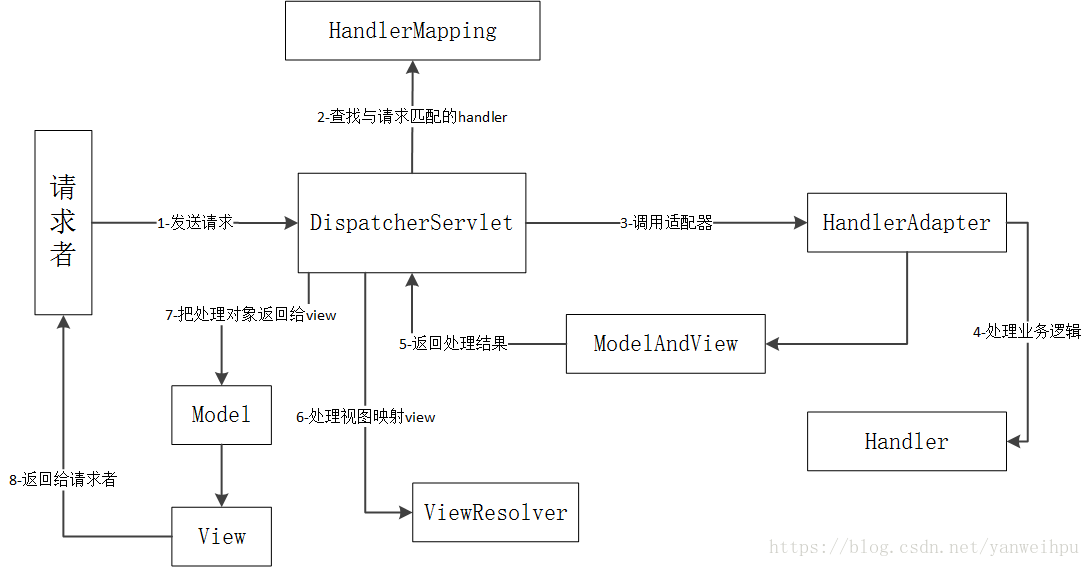 HandlerMapping
2-查找与请求匹配的handler
请
求
者
1-发送请求
DispatcherServlet
3-调用适配器
HandlerAdapter
7-把处理对象返回给view
5-返回处理结果
ModelAndView
4-处理业务逻辑
Model
6-处理视图映射view
Handler
8-返回给请求者
ViewResolver
View
https://blog.csdn.net/yanweihpu